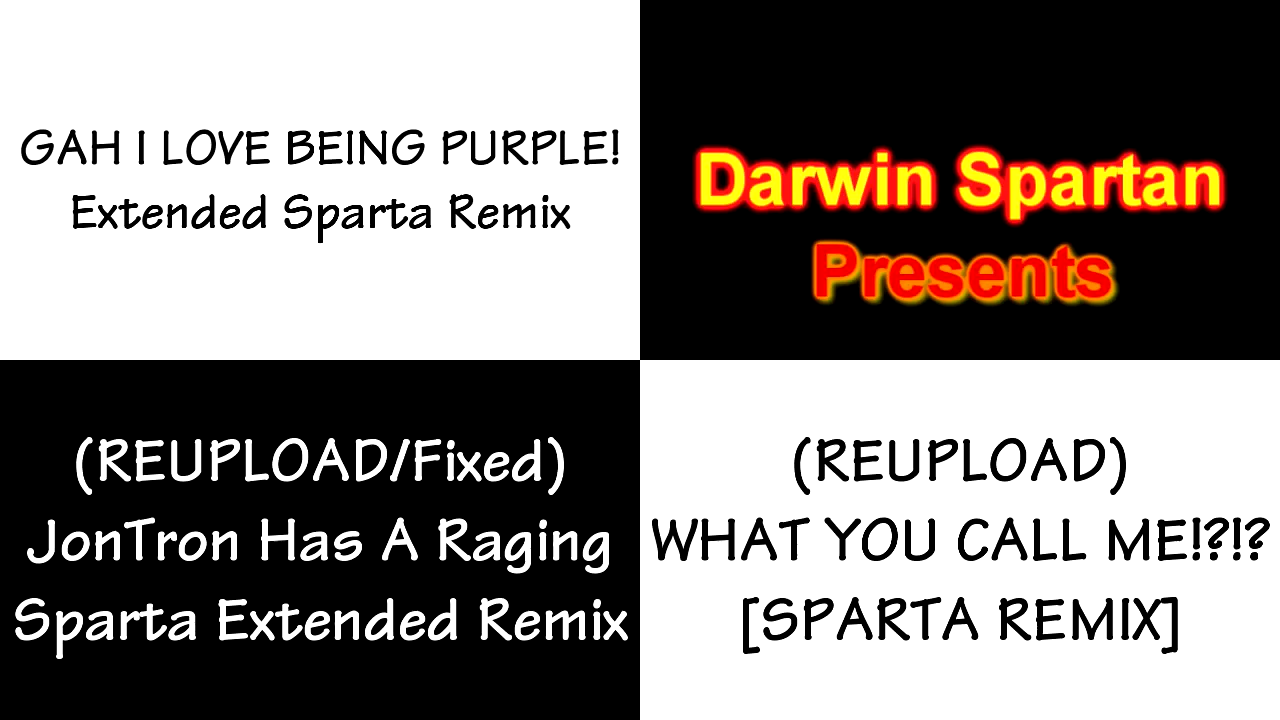 GAH I LOVE BEING PURPLE!
Extended Sparta Remix
Darwin Spartan
Presents
(REUPLOAD/Fixed)
JonTron Has A Raging
Sparta Extended Remix
(REUPLOAD)
WHAT YOU CALL ME!?!?
[SPARTA REMIX]